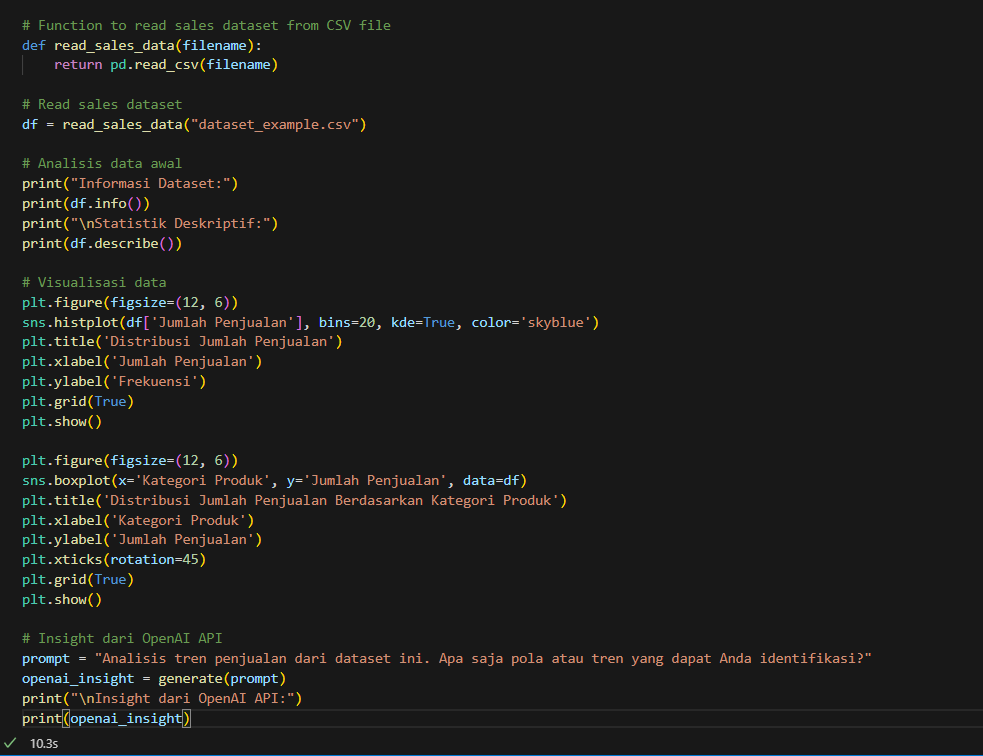 # Function to read sales dataset from CSV file
def read_sales_data(filename):
    return pd.read_csv(filename)

# Read sales dataset
df = read_sales_data("dataset_example.csv")

# Analisis data awal
print("Informasi Dataset:")
print(df.info())
print("\nStatistik Deskriptif:")
print(df.describe())

# Visualisasi data
plt.figure(figsize=(12, 6))
sns.histplot(df['Jumlah Penjualan'], bins=20, kde=True, color='skyblue')
plt.title('Distribusi Jumlah Penjualan')
plt.xlabel('Jumlah Penjualan')
plt.ylabel('Frekuensi')
plt.grid(True)
plt.show()

plt.figure(figsize=(12, 6))
sns.boxplot(x='Kategori Produk', y='Jumlah Penjualan', data=df)
plt.title('Distribusi Jumlah Penjualan Berdasarkan Kategori Produk')
plt.xlabel('Kategori Produk')
plt.ylabel('Jumlah Penjualan')
plt.xticks(rotation=45)
plt.grid(True)
plt.show()

# Insight dari OpenAI API
prompt = "Analisis tren penjualan dari dataset ini. Apa saja pola atau tren yang dapat Anda identifikasi?"
openai_insight = generate(prompt)
print("\nInsight dari OpenAI API:")
print(openai_insight)
10.3s